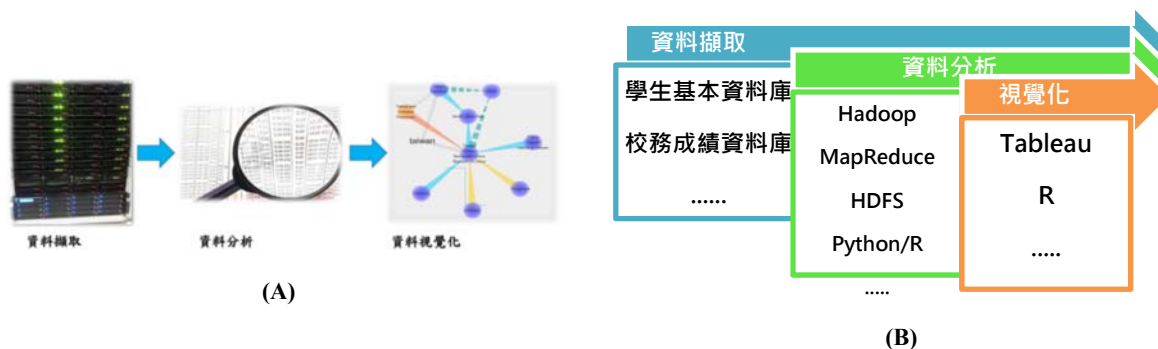 資料擷取
資料分析
資料視覺化
taiwan
(A)
資料擷取
學生基本資料庫
校務成績資料庫
......
資料分析
Hadoop
MapReduce
HDFS
Python/R
.....
視覺化
Tableau
R
.....
(B)